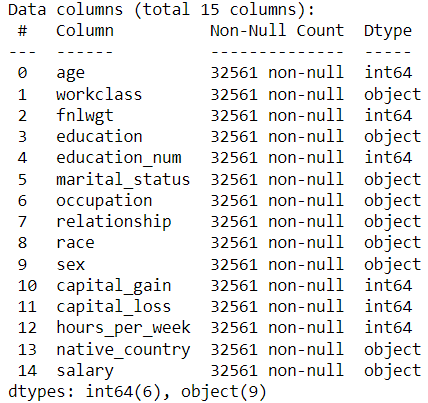 Data columns (total 15 columns):
 #   Column          Non-Null Count  Dtype
---  ------          --------------  -----
 0   age             32561 non-null  int64
 1   workclass       32561 non-null  object
 2   fnlwgt          32561 non-null  int64
 3   education       32561 non-null  object
 4   education_num   32561 non-null  int64
 5   marital_status  32561 non-null  object
 6   occupation      32561 non-null  object
 7   relationship    32561 non-null  object
 8   race            32561 non-null  object
 9   sex             32561 non-null  object
 10  capital_gain    32561 non-null  int64
 11  capital_loss    32561 non-null  int64
 12  hours_per_week  32561 non-null  int64
 13  native_country  32561 non-null  object
 14  salary          32561 non-null  object
dtypes: int64(6), object(9)